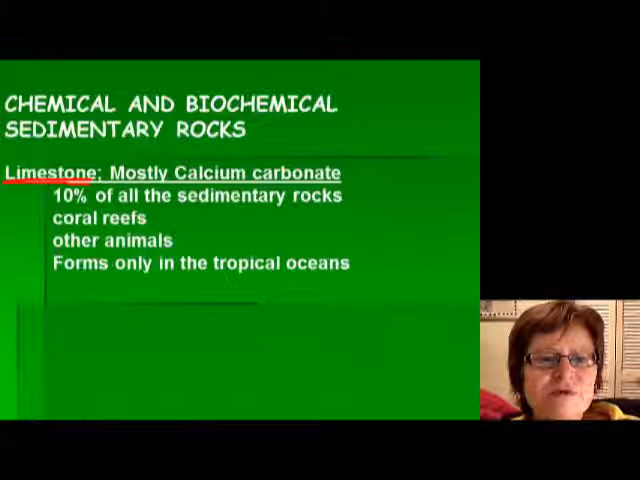 CHEMICAL AND BIOCHEMICAL
SEDIMENTARY ROCKS
Limestone; Mostly Calcium carbonate
10% of all the sedimentary rocks
coral reefs
other animals
Forms only in the tropical oceans